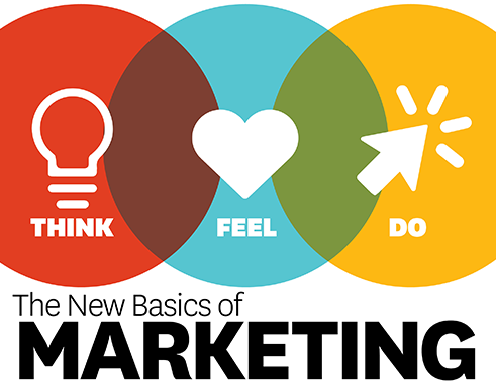 THINK FEEL DO
The New Basics of
MARKETING